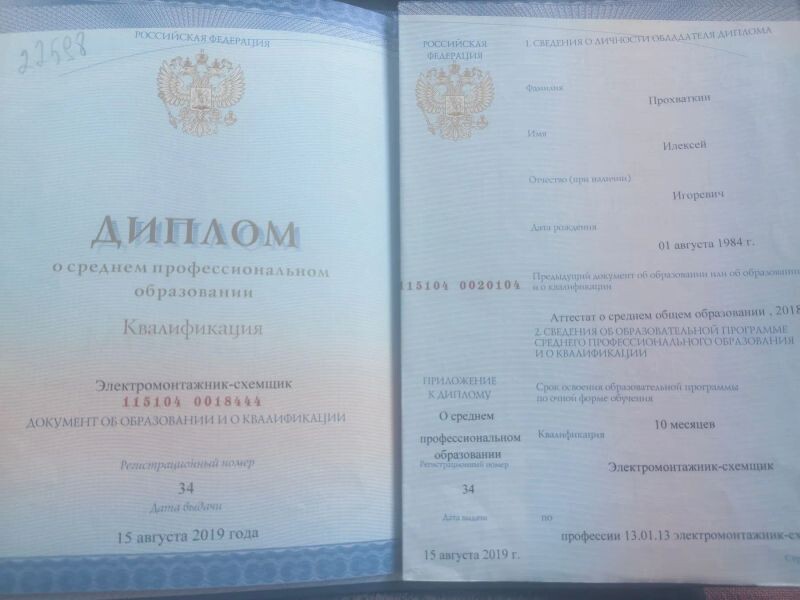 22598
РОССИЙСКАЯ ФЕДЕРАЦИЯ
ДИПЛОМ
о среднем профессиональном
образовании
Квалификация
Электромонтажник-схемщик
115104 0018444
ДОКУМЕНТ ОБ ОБРАЗОВАНИИ И О КВАЛИФИКАЦИИ
Регистрационный номер
34
Дата выдачи
15 августа 2019 года
РОССИЙСКАЯ
ФЕДЕРАЦИЯ
115104 0020104
ПРИЛОЖЕНИЕ
К ДИПЛОМУ
О среднем
профессиональном
образовании
Регистрационный номер
34
Дата выдачи
15 августа 2019 г.
1. СВЕДЕНИЯ О ЛИЧНОСТИ ОБЛАДАТЕЛЯ ДИПЛОМА
Фамилия
Прохваткин
Имя
Илексей
Отчество (при наличии)
Игоревич
Дата рождения
01 августа 1984 г.
Предыдущий документ об образовании или об образовании
и о квалификации
Аттестат о среднем общем образовании , 2018
2. СВЕДЕНИЯ ОБ ОБРАЗОВАТЕЛЬНОЙ ПРОГРАММЕ
СРЕДНЕГО ПРОФЕССИОНАЛЬНОГО ОБРАЗОВАНИЯ
И О КВАЛИФИКАЦИИ
Срок освоения образовательной программы
по очной форме обучения
10 месяцев
Квалификация
Электромонтажник-схемщик
по
профессии 13.01.13 электромонтажник-сх